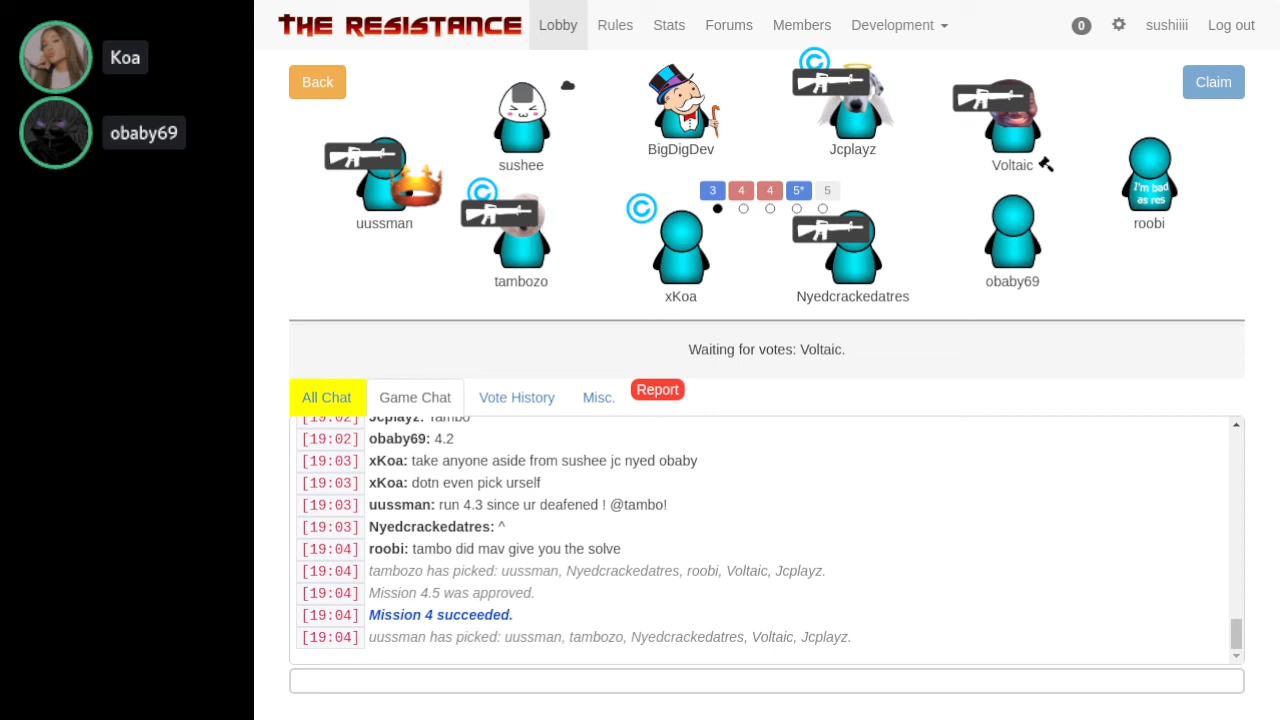 Koa
obaby69
THE RESISTANCE
Lobby
Rules
Stats
Forums
Members
Development
0
sushiiii
Log out
Back
Claim
sushee
BigDigDev
Jcplayz
Voltaic
uussman
tambozo
xKoa
Nyedcrackedatres
obaby69
I'm bad
as res
roobi
3 4 4 5* 5
Waiting for votes: Voltaic.
All Chat
Game Chat
Vote History
Misc.
Report
[19:02] Jcplayz: Tambo
[19:02] obaby69: 4.2
[19:03] xKoa: take anyone aside from sushee jc nyed obaby
[19:03] xKoa: dotn even pick urself
[19:03] uussman: run 4.3 since ur deafened ! @tambo!
[19:03] Nyedcrackedatres: ^
[19:04] roobi: tambo did mav give you the solve
[19:04] tambozo has picked: uussman, Nyedcrackedatres, roobi, Voltaic, Jcplayz.
[19:04] Mission 4.5 was approved.
[19:04] Mission 4 succeeded.
[19:04] uussman has picked: uussman, tambozo, Nyedcrackedatres, Voltaic, Jcplayz.